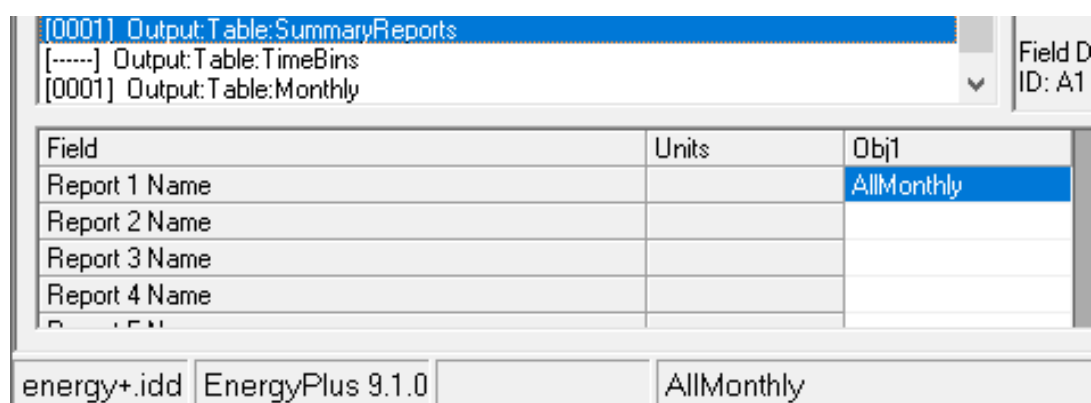 [0001] Output:Table:SummaryReports
[------] Output:Table:TimeBins
[0001] Output:Table:Monthly
Field D
ID: A1
Field Units Obj1
Report 1 Name AllMonthly
Report 2 Name
Report 3 Name
Report 4 Name
energy+.idd EnergyPlus 9.1.0 AllMonthly